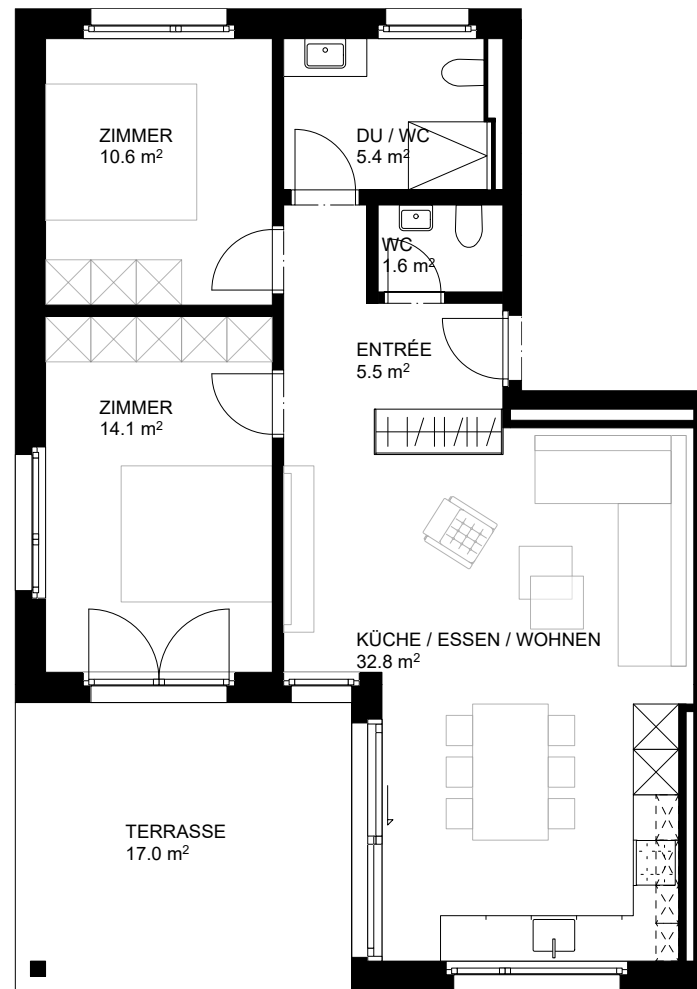 ZIMMER
10.6 m²
DU / WC
5.4 m²
WC
1.6 m²
ENTRÉE
5.5 m²
ZIMMER
14.1 m²
KÜCHE / ESSEN / WOHNEN
32.8 m²
TERRASSE
17.0 m²